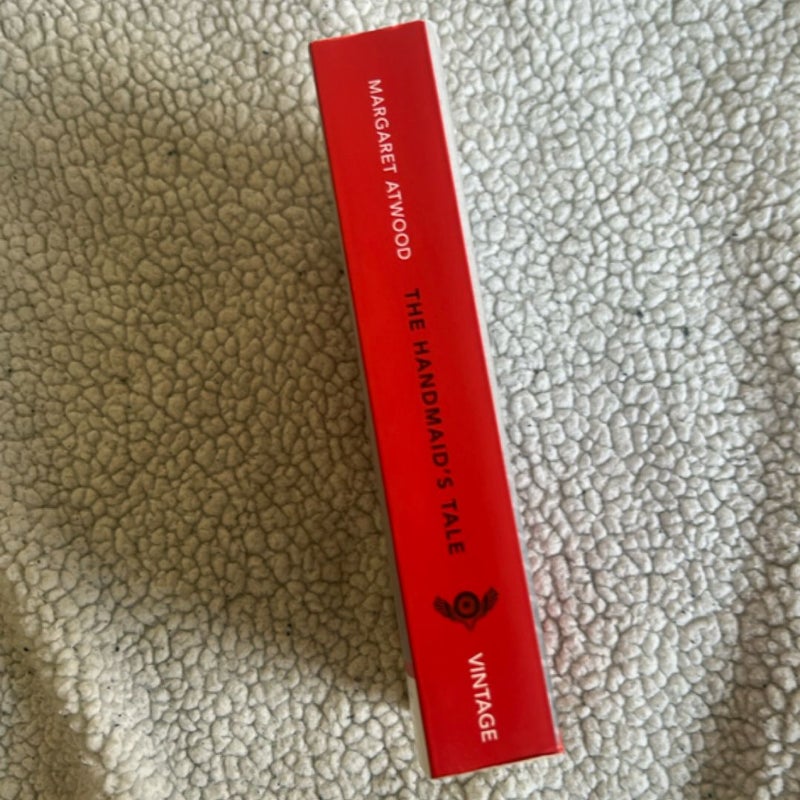 MARGARET ATWOOD
THE HANDMAID'S TALE
VINTAGE